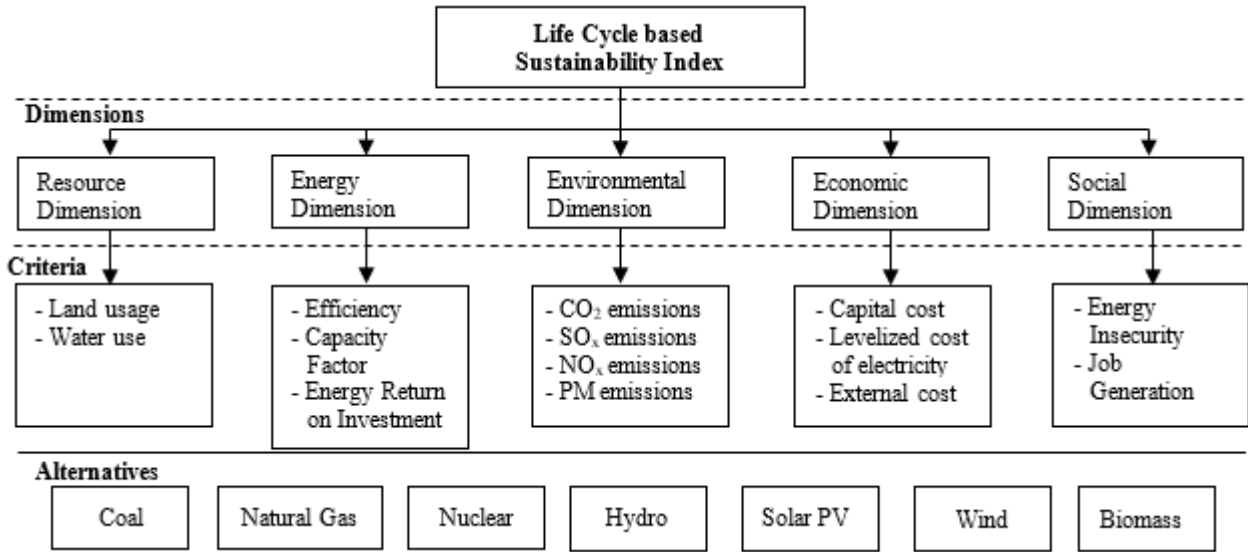 Life Cycle based
Sustainability Index
Dimensions
Resource
Dimension
Energy
Dimension
Environmental
Dimension
Economic
Dimension
Social
Dimension
Criteria
- Land usage
- Water use
- Efficiency
- Capacity
Factor
- Energy Return
on Investment
- CO₂ emissions
- SOₓ emissions
- NOₓ emissions
- PM emissions
- Capital cost
- Levelized cost
of electricity
- External cost
- Energy
Insecurity
- Job
Generation
Alternatives
Coal
Natural Gas
Nuclear
Hydro
Solar PV
Wind
Biomass